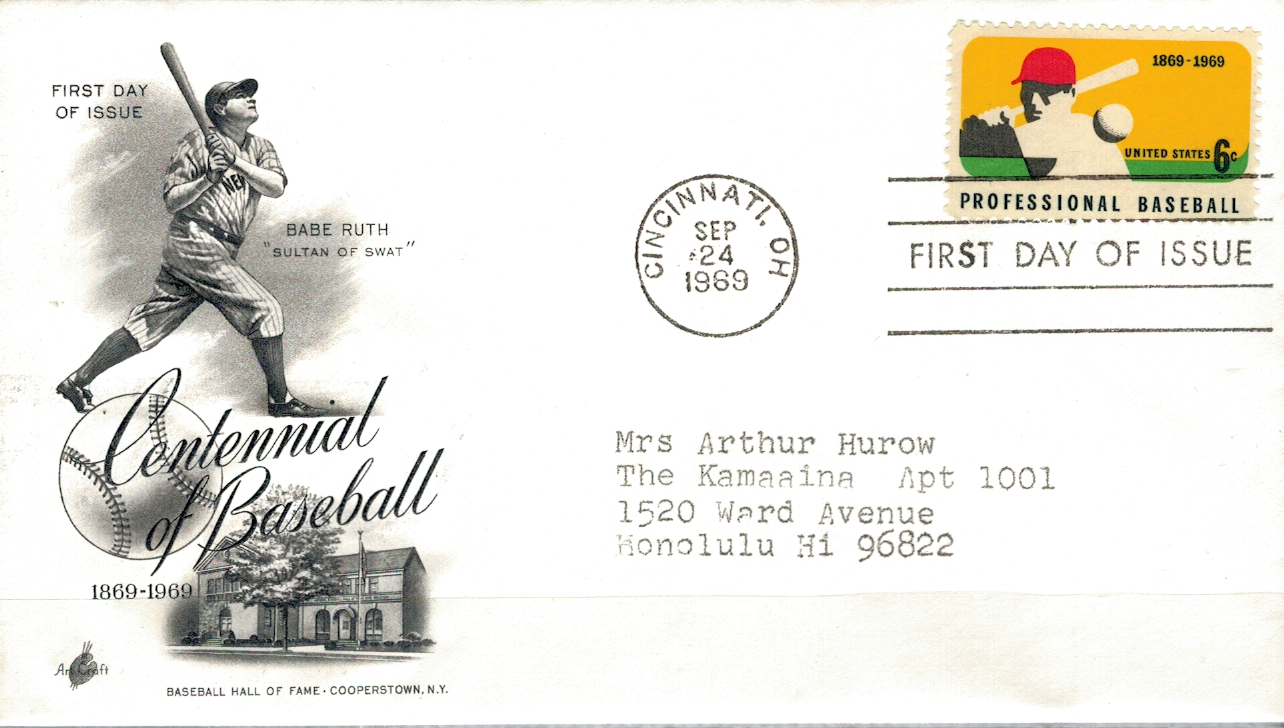 FIRST DAY
OF ISSUE
NEW
BABE RUTH
"SULTAN OF SWAT"
Centennial
of Baseball
1869-1969
ArtCraft
BASEBALL HALL OF FAME · COOPERSTOWN, N.Y.
CINCINNATI, OH
SEP
24
1969
1869-1969
UNITED STATES 6c
PROFESSIONAL BASEBALL
FIRST DAY OF ISSUE
Mrs Arthur Hurow
The Kamaaina Apt 1001
1520 Ward Avenue
Honolulu Hi 96822